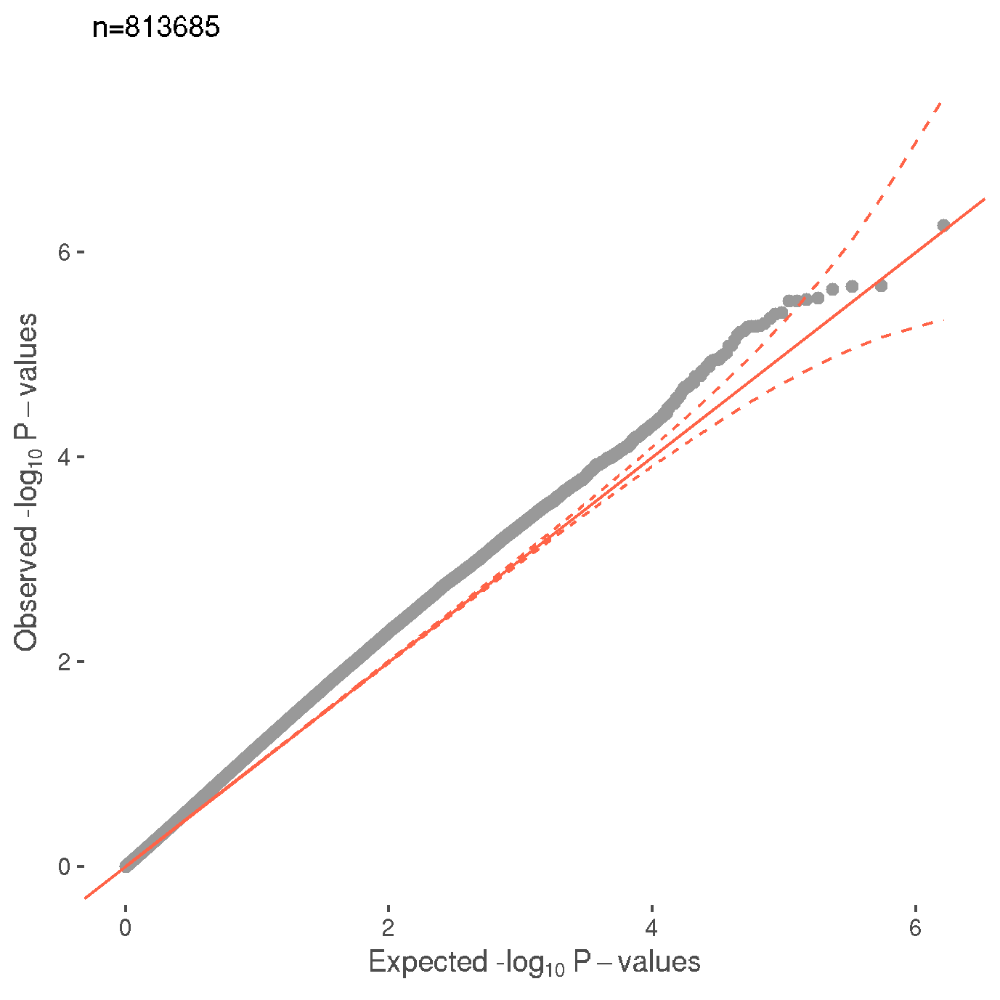 n=813685
Observed -log10 P−values
6
4
2
0
0 2 4 6
Expected -log10 P−values